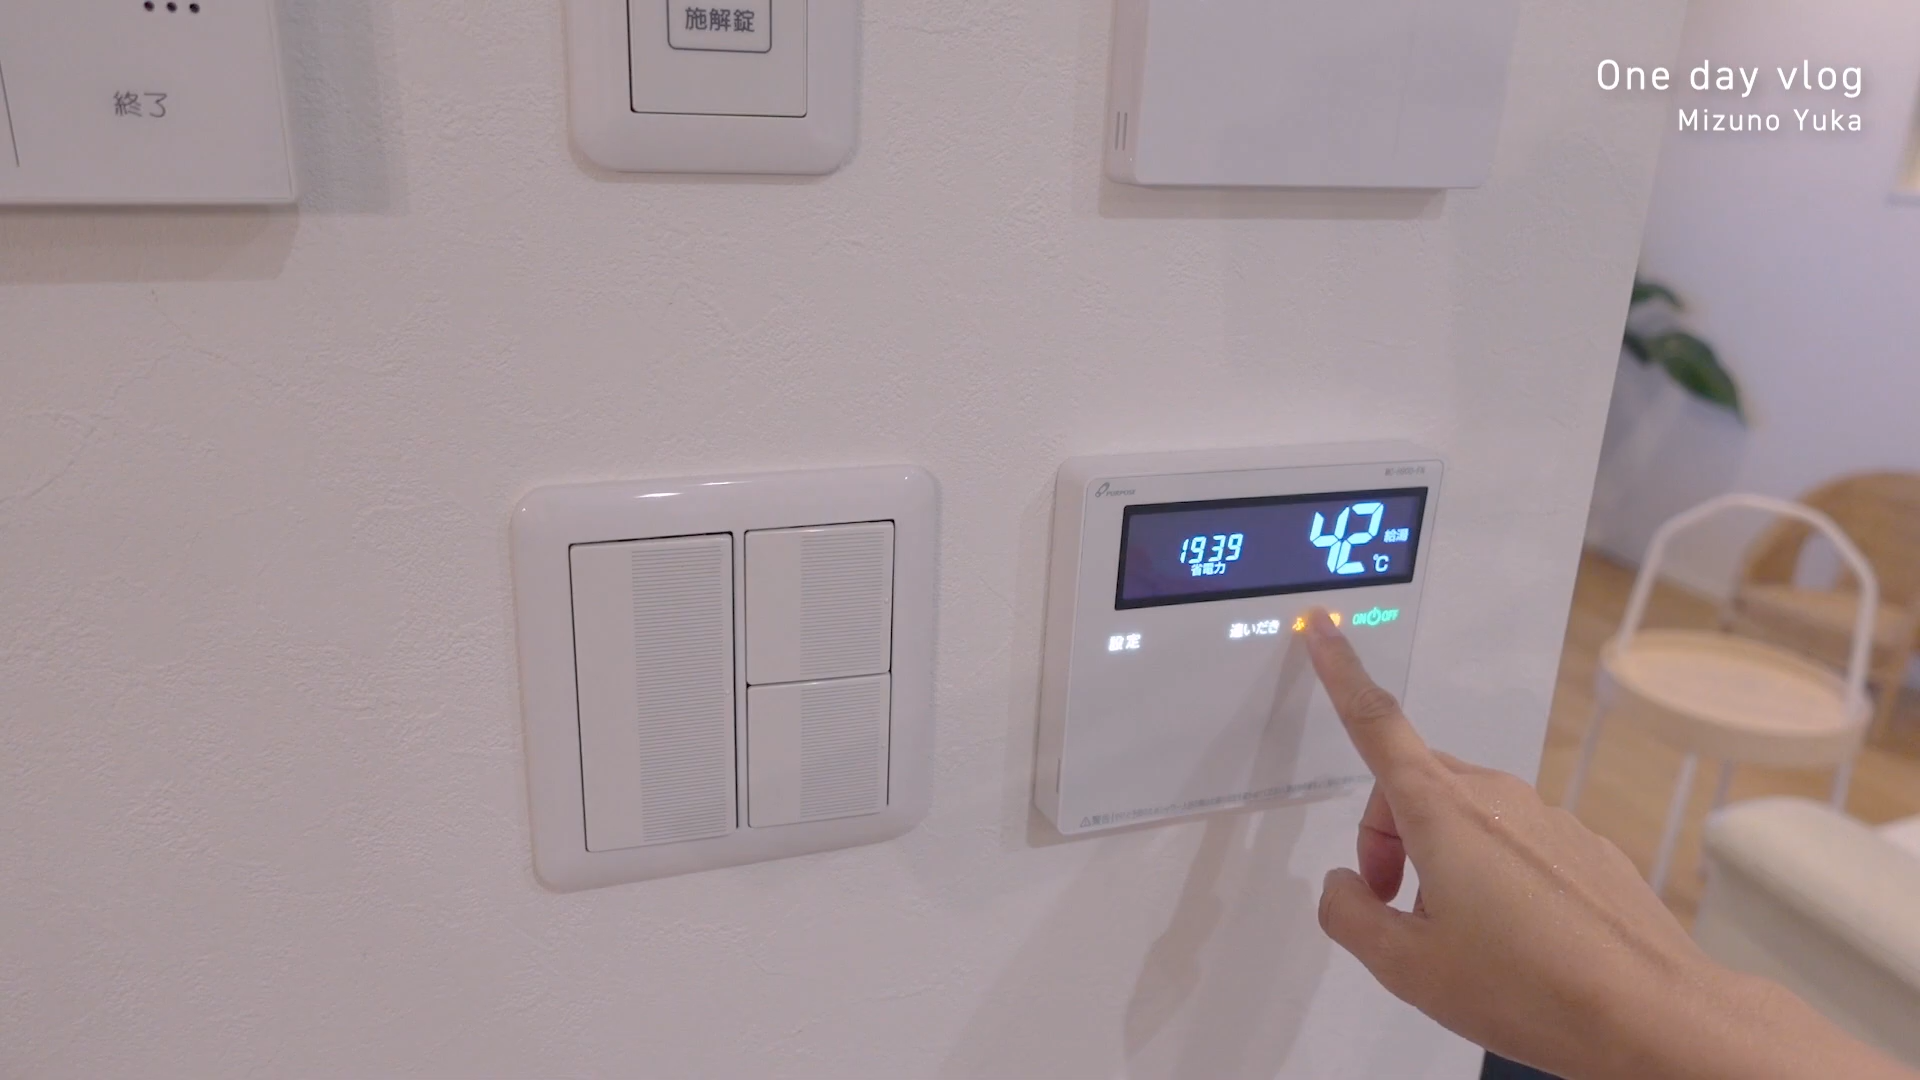 One day vlog
Mizuno Yuka
施解錠
終了
PURPOSE
19 39
省電力
42
給湯
℃
設定
追いだき
ON OFF